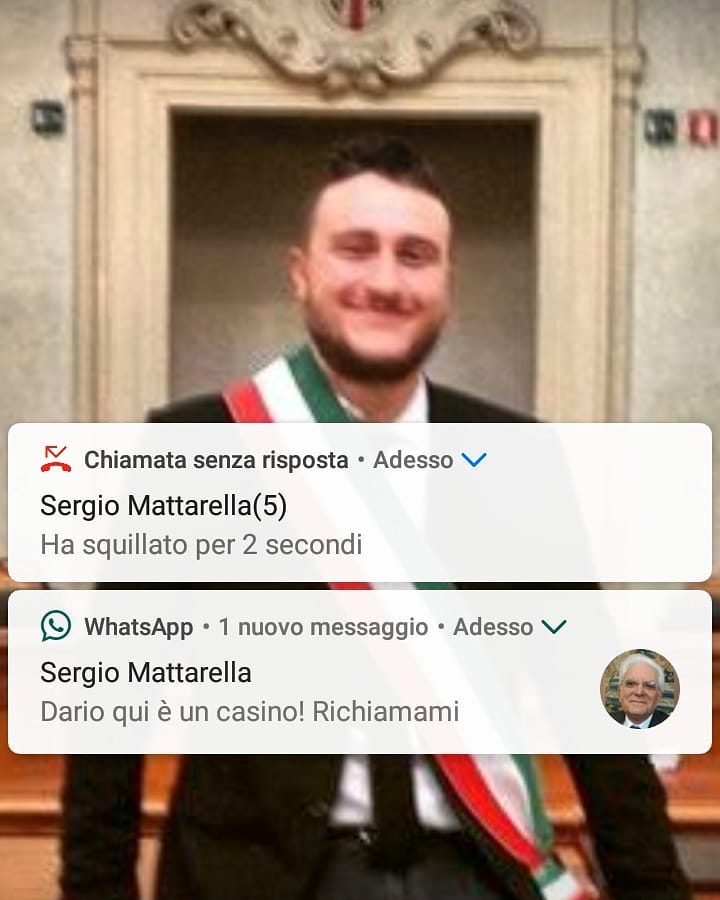 Chiamata senza risposta • Adesso
Sergio Mattarella(5)
Ha squillato per 2 secondi
WhatsApp • 1 nuovo messaggio • Adesso
Sergio Mattarella
Dario qui è un casino! Richiamami